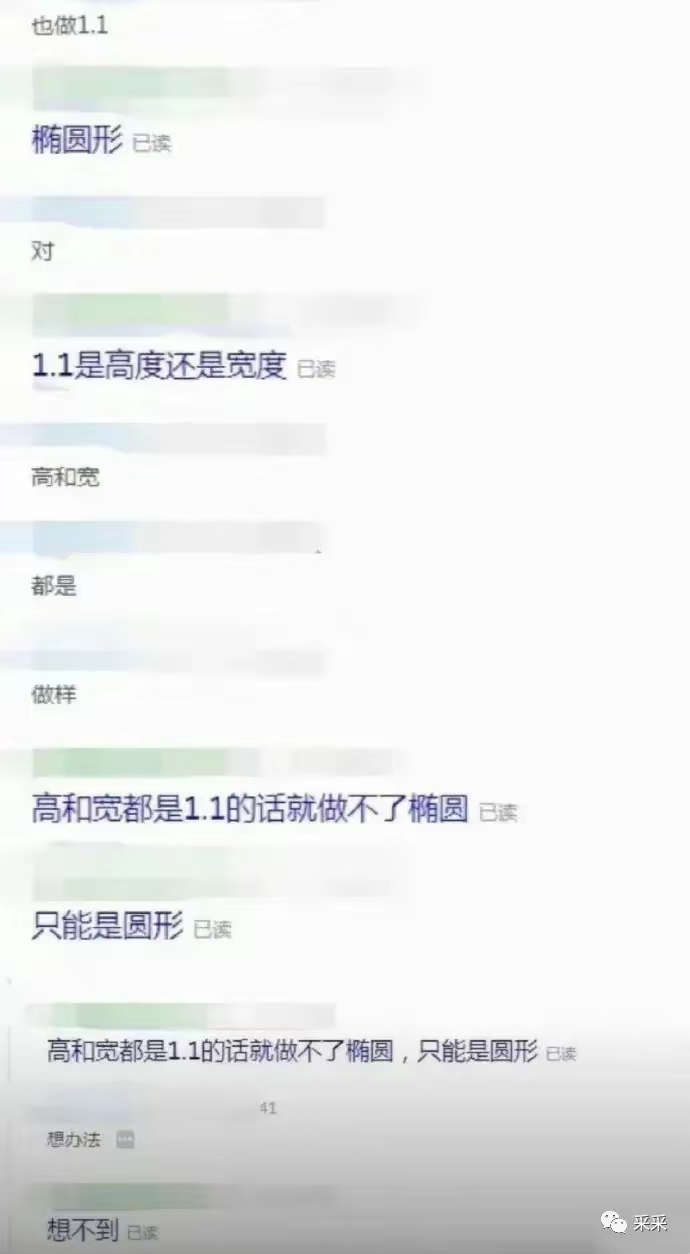 也做1.1
椭圆形 已读
对
1.1是高度还是宽度 已读
高和宽
都是
做样
高和宽都是1.1的话就做不了椭圆 已读
只能是圆形 已读
高和宽都是1.1的话就做不了椭圆，只能是圆形 已读
41
想办法
想不到 已读
采采